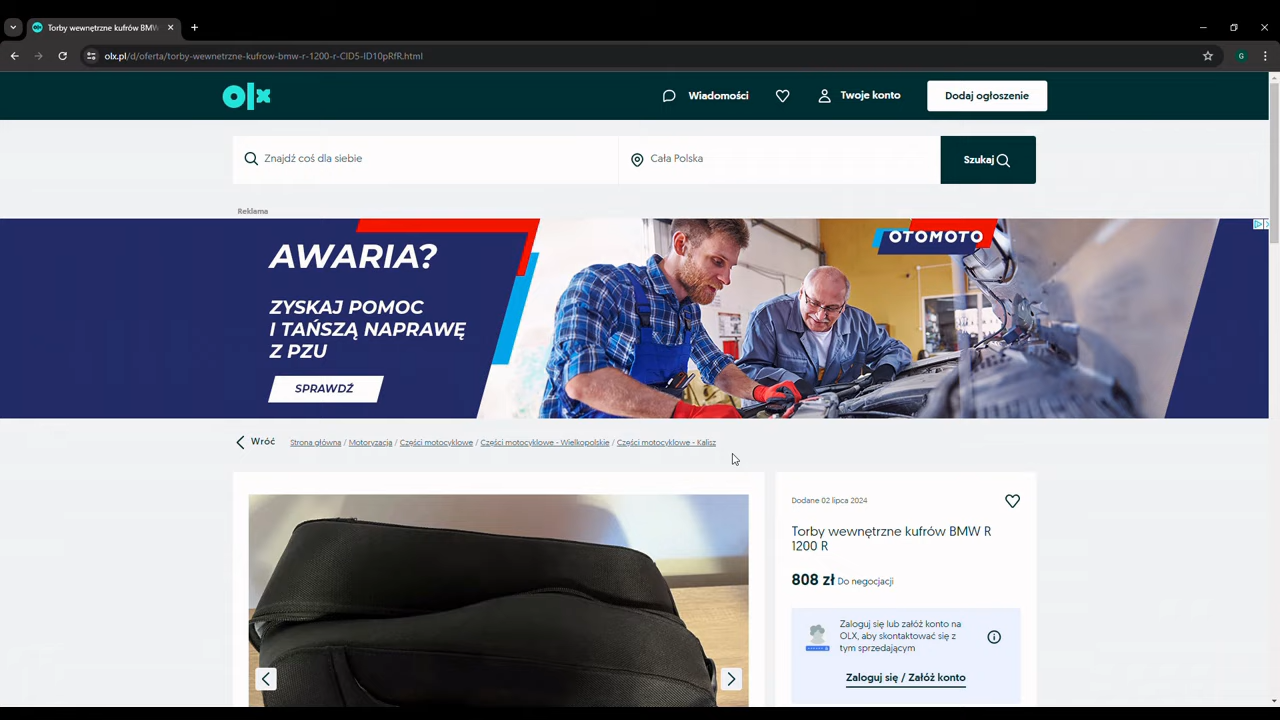 Torby wewnętrzne kufrów BMW
olx.pl/d/oferta/torby-wewnetrzne-kufrow-bmw-r-1200-r-CID5-ID10pRfR.html
G
olx
Wiadomości
Twoje konto
Dodaj ogłoszenie
Znajdź coś dla siebie
Cała Polska
Szukaj
Reklama
AWARIA?
OTOMOTO
ZYSKAJ POMOC
I TAŃSZĄ NAPRAWĘ
Z PZU
SPRAWDŹ
Wróć
Strona główna / Motoryzacja / Części motocyklowe / Części motocyklowe - Wielkopolskie / Części motocyklowe - Kalisz
Dodane 02 lipca 2024
Torby wewnętrzne kufrów BMW R
1200 R
808 zł Do negocjacji
Zaloguj się lub załóż konto na
OLX, aby skontaktować się z
tym sprzedającym
Zaloguj się / Załóż konto